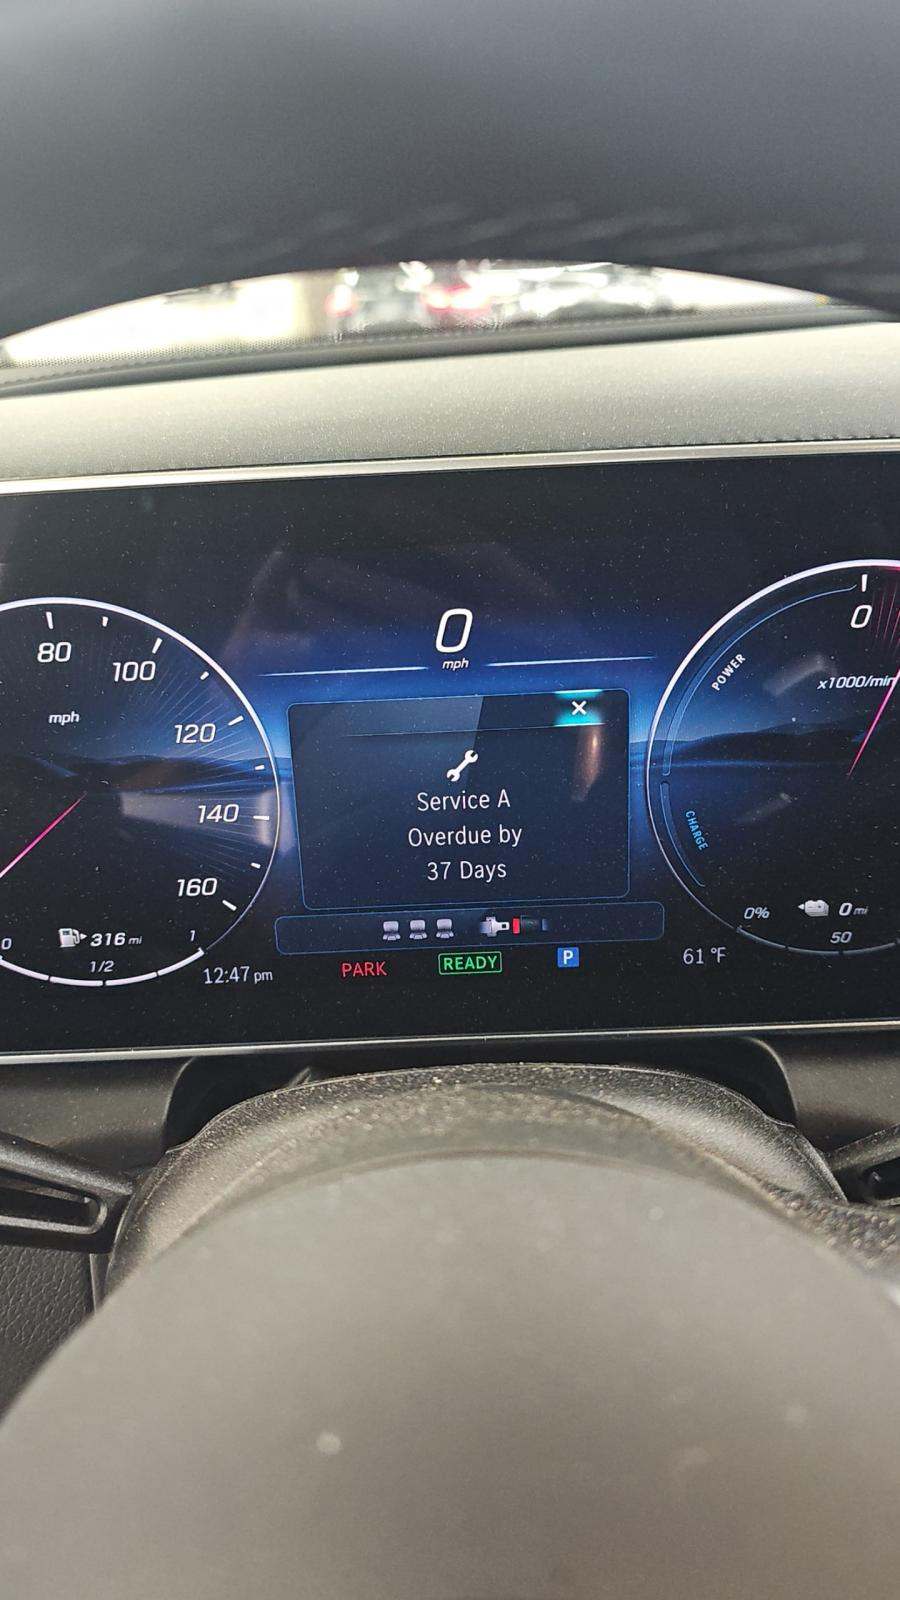 0
mph
80
100
mph
120
140
160
0
316 mi
1
1/2
12:47 pm
×
Service A
Overdue by
37 Days
PARK
READY
P
61 °F
0
x1000/min
POWER
CHARGE
0%
0 mi
50